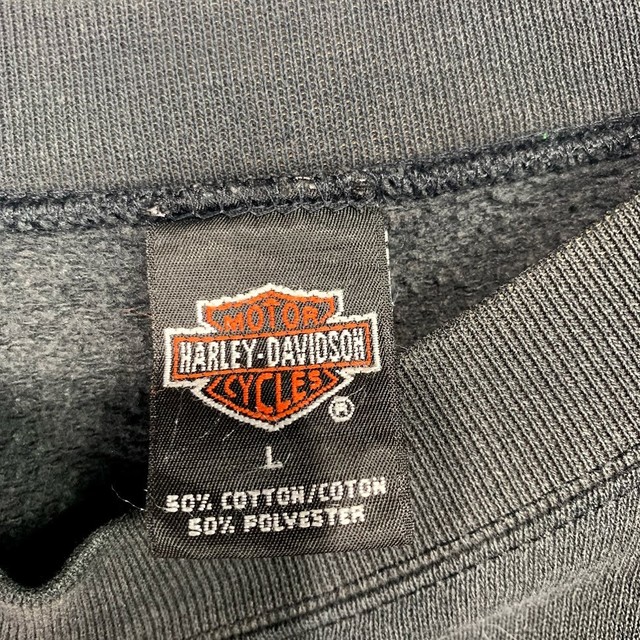 MOTOR
HARLEY-DAVIDSON
CYCLES
®
L
50% COTTON/COTON
50% POLYESTER